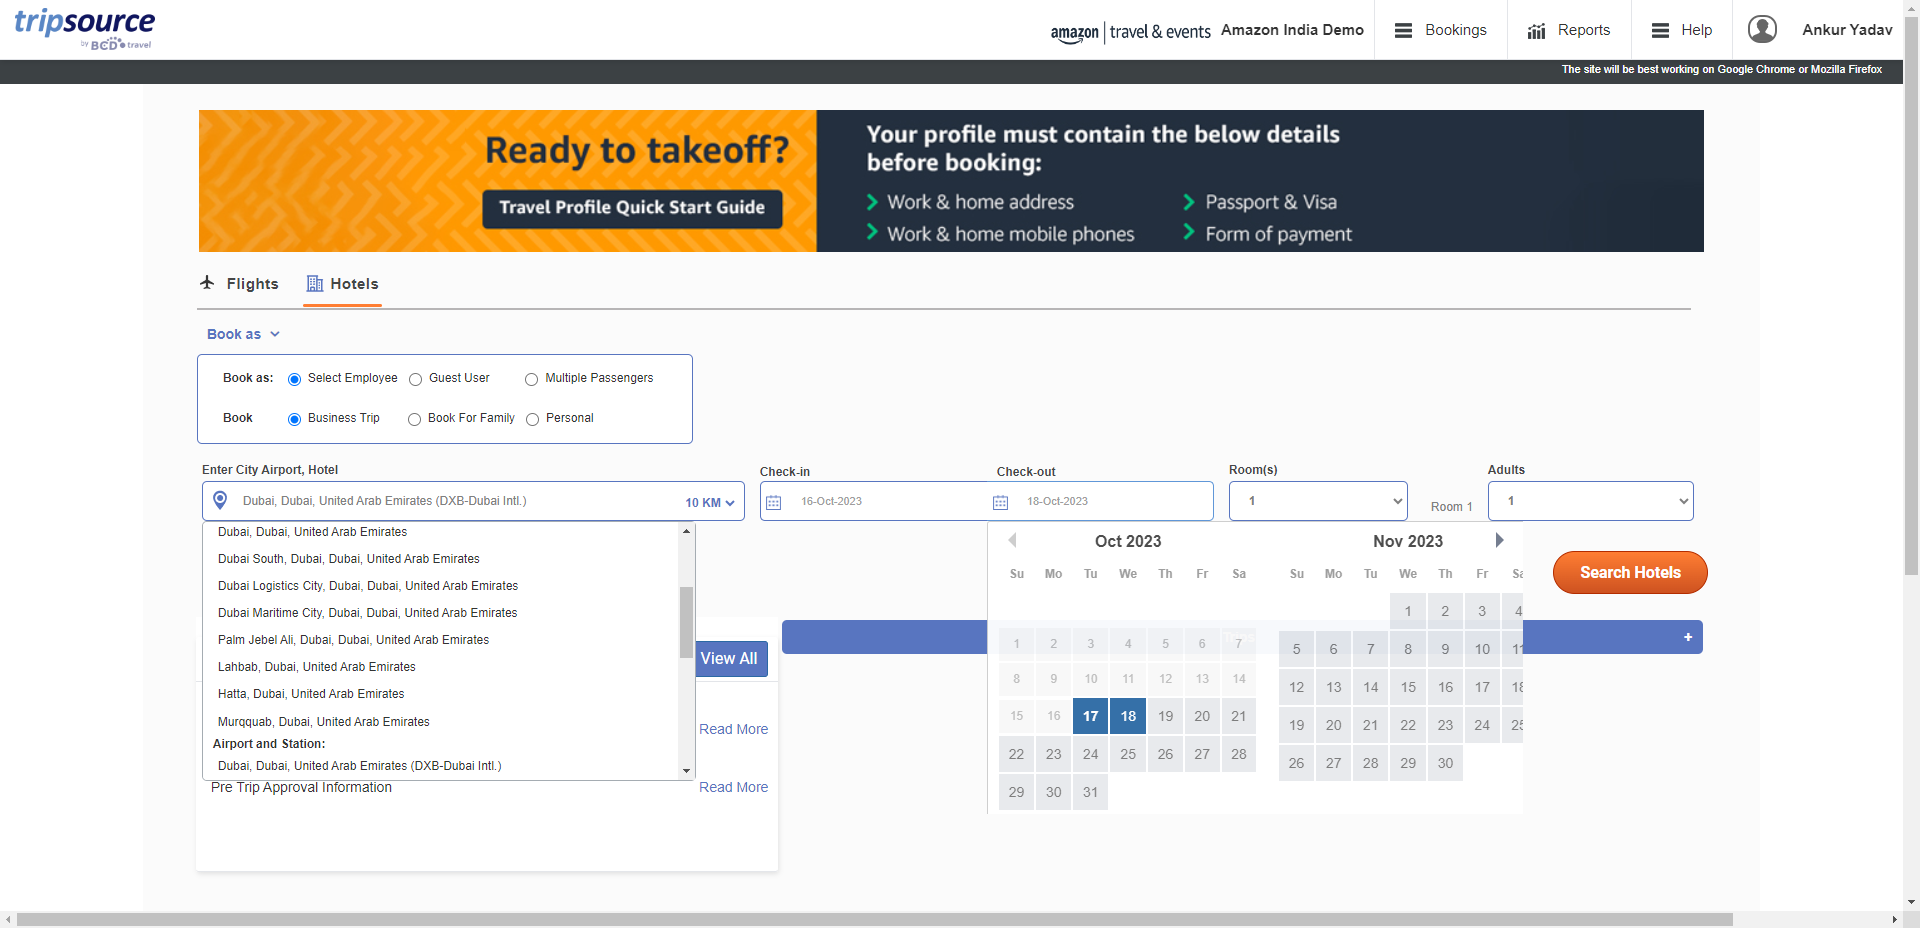 tripsource
by BCD travel
amazon | travel & events Amazon India Demo
Bookings
Reports
Help
Ankur Yadav
The site will be best working on Google Chrome or Mozilla Firefox
Ready to takeoff?
Travel Profile Quick Start Guide
Your profile must contain the below details
before booking:
Work & home address
Passport & Visa
Work & home mobile phones
Form of payment
Flights
Hotels
Book as
Book as: Select Employee Guest User Multiple Passengers
Book Business Trip Book For Family Personal
Enter City Airport, Hotel
Check-in
Check-out
Room(s)
Adults
Dubai, Dubai, United Arab Emirates (DXB-Dubai Intl.)
10 KM
16-Oct-2023
18-Oct-2023
1
Room 1
1
Dubai, Dubai, United Arab Emirates
Dubai South, Dubai, Dubai, United Arab Emirates
Dubai Logistics City, Dubai, Dubai, United Arab Emirates
Dubai Maritime City, Dubai, Dubai, United Arab Emirates
Palm Jebel Ali, Dubai, Dubai, United Arab Emirates
Lahbab, Dubai, United Arab Emirates
Hatta, Dubai, United Arab Emirates
Murqquab, Dubai, United Arab Emirates
Airport and Station:
Dubai, Dubai, United Arab Emirates (DXB-Dubai Intl.)
View All
Read More
Pre Trip Approval Information
Read More
Oct 2023
Su Mo Tu We Th Fr Sa
1 2 3 4 5 6 7
8 9 10 11 12 13 14
15 16 17 18 19 20 21
22 23 24 25 26 27 28
29 30 31
Nov 2023
Su Mo Tu We Th Fr Sa
1 2 3 4
5 6 7 8 9 10 11
12 13 14 15 16 17 18
19 20 21 22 23 24 25
26 27 28 29 30
Search Hotels
+